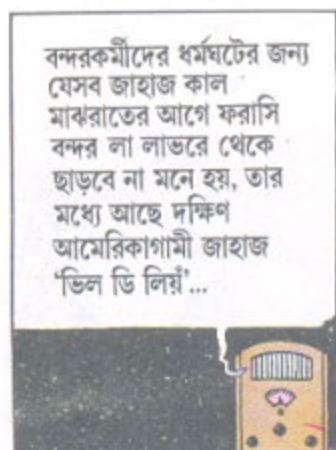 বন্দরকর্মীদের ধর্মঘটের জন্য
যেসব জাহাজ কাল
মাঝরাতের আগে ফরাসি
বন্দর লা লাভরে থেকে
ছাড়বে না মনে হয়, তার
মধ্যে আছে দক্ষিণ
আমেরিকাগামী জাহাজ
‘ভিল ডি লিয়ঁ’...